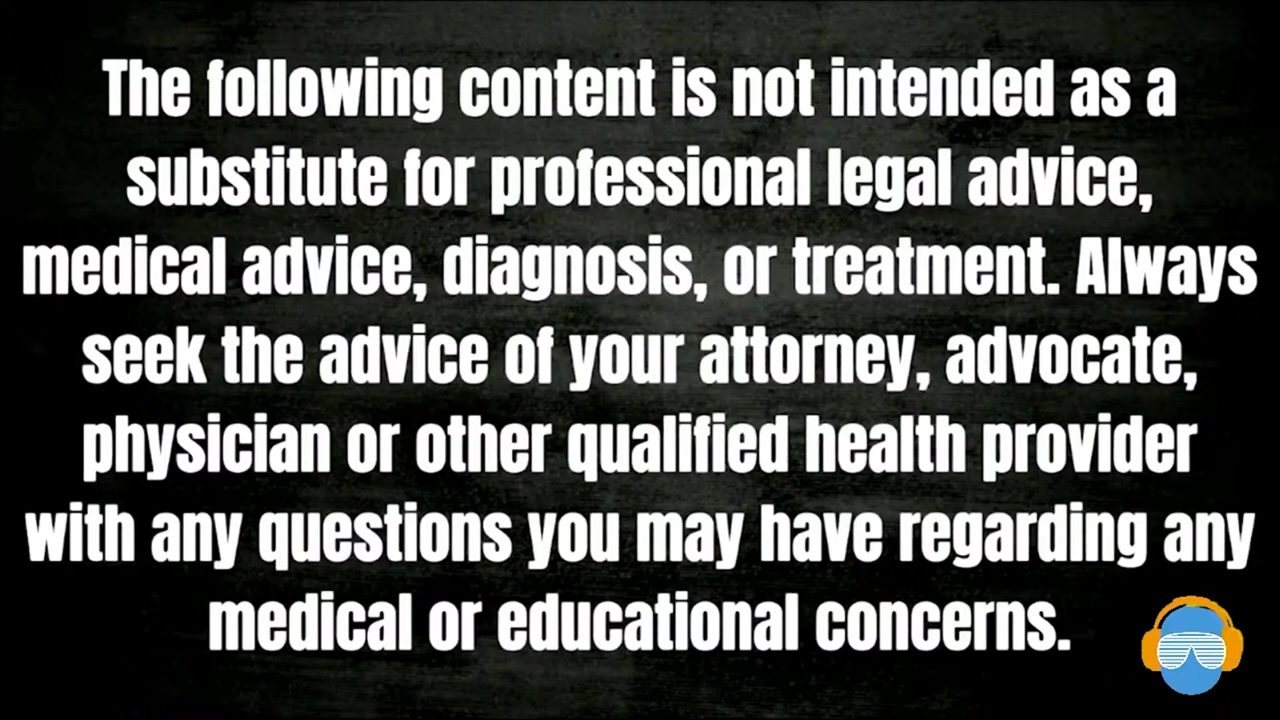 The following content is not intended as a
substitute for professional legal advice,
medical advice, diagnosis, or treatment. Always
seek the advice of your attorney, advocate,
physician or other qualified health provider
with any questions you may have regarding any
medical or educational concerns.